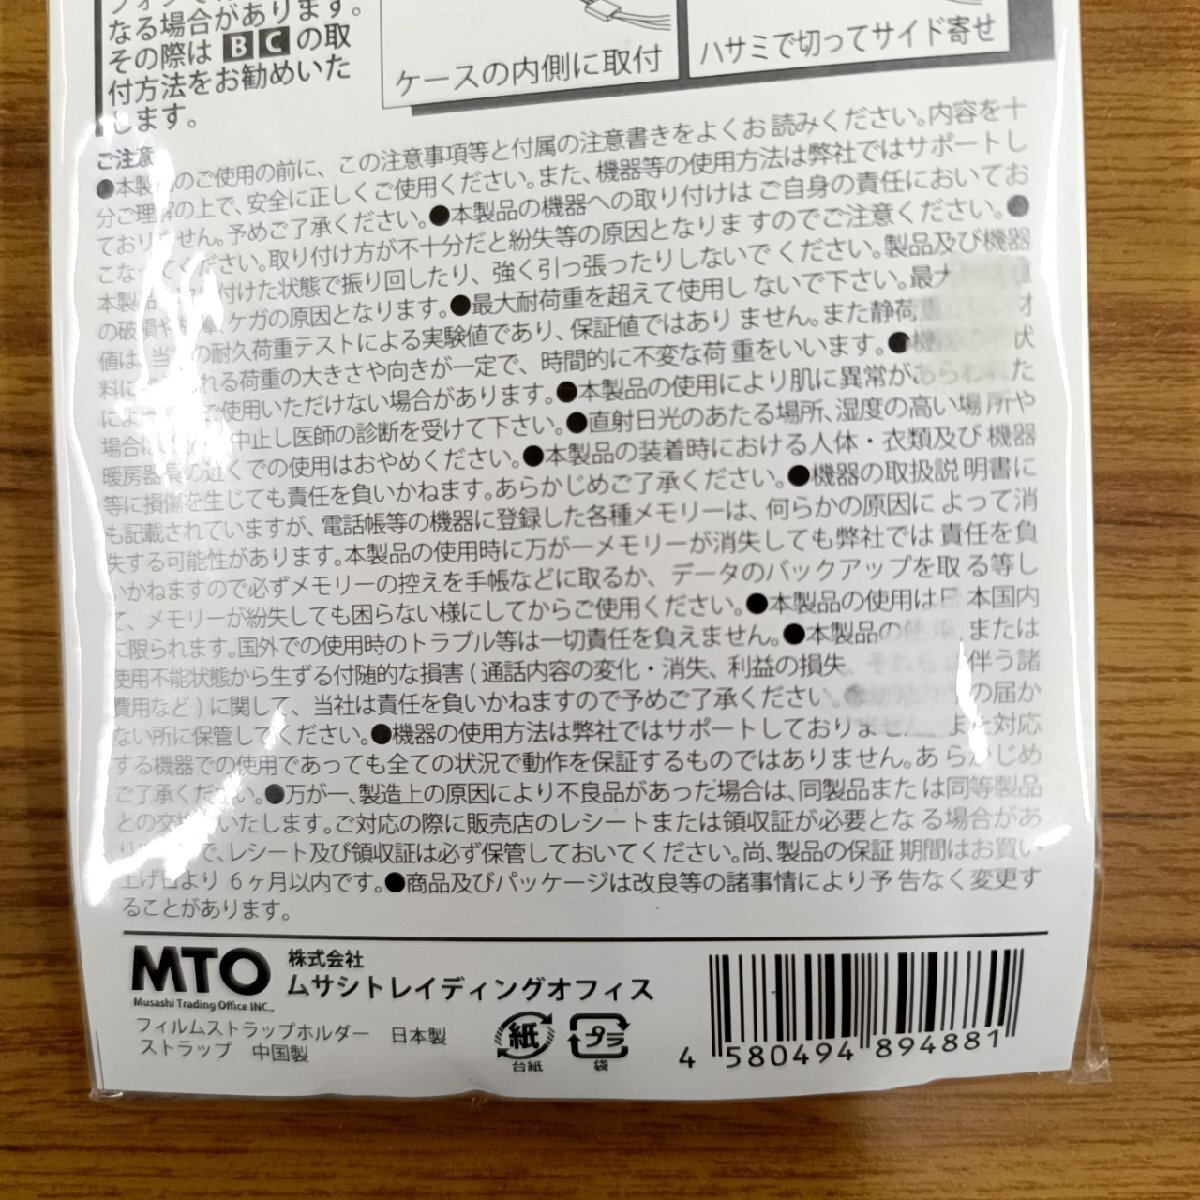 なる場合があります。
その際は B C の取
付方法をお勧めいた
します。
ケースの内側に取付
ハサミで切ってサイド寄せ
ご注意
●本製品のご使用の前に、この注意事項等と付属の注意書きをよくお読みください。内容を十
分ご理解の上で、安全に正しくご使用ください。また、機器等の使用方法は弊社ではサポートし
ておりません。予めご了承ください。●本製品の機器への取り付けはご自身の責任においてお
こなってください。取り付け方が不十分だと紛失等の原因となりますのでご注意ください。●
本製品 付けた状態で振り回したり、強く引っ張ったりしないでください。製品及び機器
の破損や ケガの原因となります。●最大耐荷重を超えて使用しないで下さい。最大
値は、当 の耐久荷重テストによる実験値であり、保証値ではありません。また静荷重 オ
料に れる荷重の大きさや向きが一定で、時間的に不変な荷重をいいます。●機 状
によ ご使用いただけない場合があります。●本製品の使用により肌に異常があらわれた
場合は 中止し医師の診断を受けて下さい。●直射日光のあたる場所、湿度の高い場所や
暖房器具の近くでの使用はおやめください。●本製品の装着時における人体・衣類及び機器
等に損傷を生じても責任を負いかねます。あらかじめご了承ください。●機器の取扱説明書に
も記載されていますが、電話帳等の機器に登録した各種メモリーは、何らかの原因によって消
失する可能性があります。本製品の使用時に万が一メモリーが消失しても弊社では責任を負
いかねますので必ずメモリーの控えを手帳などに取るか、データのバックアップを取る等し
て、メモリーが紛失しても困らない様にしてからご使用ください。●本製品の使用は日本国内
に限られます。国外での使用時のトラブル等は一切責任を負えません。●本製品の使用、または
使用不能状態から生ずる付随的な損害(通話内容の変化・消失、利益の損失、それらに伴う諸
費用など)に関して、当社は責任を負いかねますので予めご了承ください。 の届か
ない所に保管してください。●機器の使用方法は弊社ではサポートしておりません。また対応
する機器での使用であっても全ての状況で動作を保証するものではありません。あらかじめ
ご了承ください。●万が一、製造上の原因により不良品があった場合は、同製品または同等製品
との交換 いたします。ご対応の際に販売店のレシートまたは領収証が必要となる場合があ
り で、レシート及び領収証は必ず保管しておいてください。尚、製品の保証期間はお買い
上げ日より6ヶ月以内です。●商品及びパッケージは改良等の諸事情により予告なく変更す
ることがあります。
MTO 株式会社
ムサシトレイディングオフィス
Musashi Trading Office INC.,
フィルムストラップホルダー 日本製
ストラップ 中国製
紙 プラ
台紙 袋
4 580494 894881